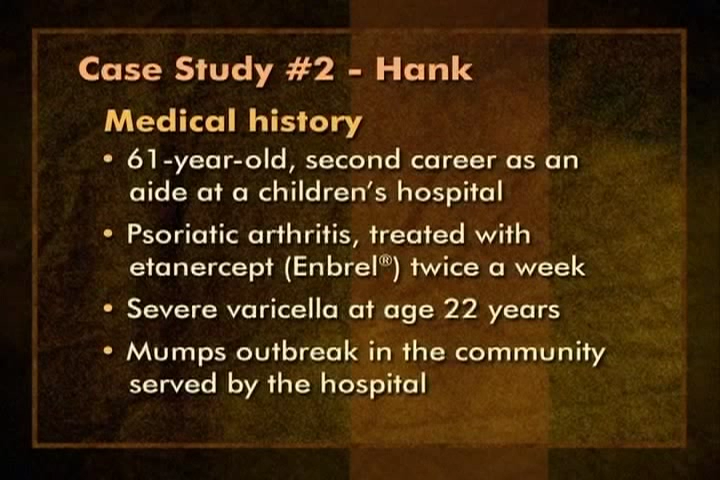 Case Study #2 - Hank
Medical history
• 61-year-old, second career as an
aide at a children's hospital
• Psoriatic arthritis, treated with
etanercept (Enbrel®) twice a week
• Severe varicella at age 22 years
• Mumps outbreak in the community
served by the hospital